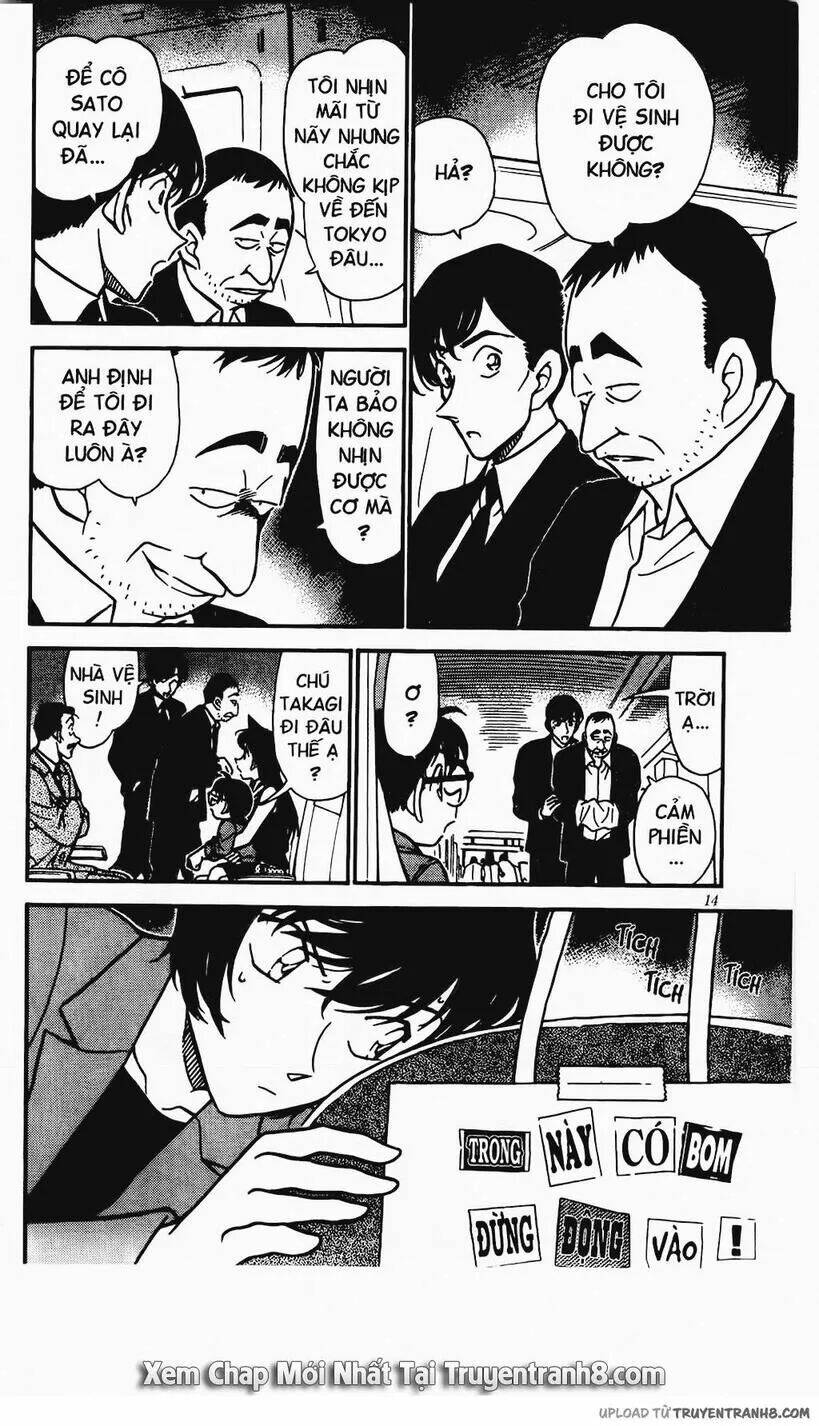 CHO TÔI
ĐI VỆ SINH
ĐƯỢC
KHÔNG?
HẢ?
TÔI NHỊN
MÃI TỪ
NÃY NHƯNG
CHẮC
KHÔNG KỊP
VỀ ĐẾN
TOKYO
ĐÂU...
ĐỂ CÔ
SATO
QUAY LẠI
ĐÃ...
NGƯỜI
TA BẢO
KHÔNG
NHỊN
ĐƯỢC
CƠ MÀ
?
ANH ĐỊNH
ĐỂ TÔI ĐI
RA ĐÂY
LUÔN À?
TRỜI
Ạ...
CẢM
PHIỀN
...
Ơ
?
CHÚ
TAKAGI
ĐI ĐÂU
THẾ Ạ
?
NHÀ VỆ
SINH
!
14
TÍCH
TÍCH
TÍCH
TRONG NÀY CÓ BOM
ĐỪNG ĐỘNG VÀO !
Xem Chap Mới Nhất Tại Truyentranh8.com
UPLOAD TỪ TRUYENTRANH8.COM